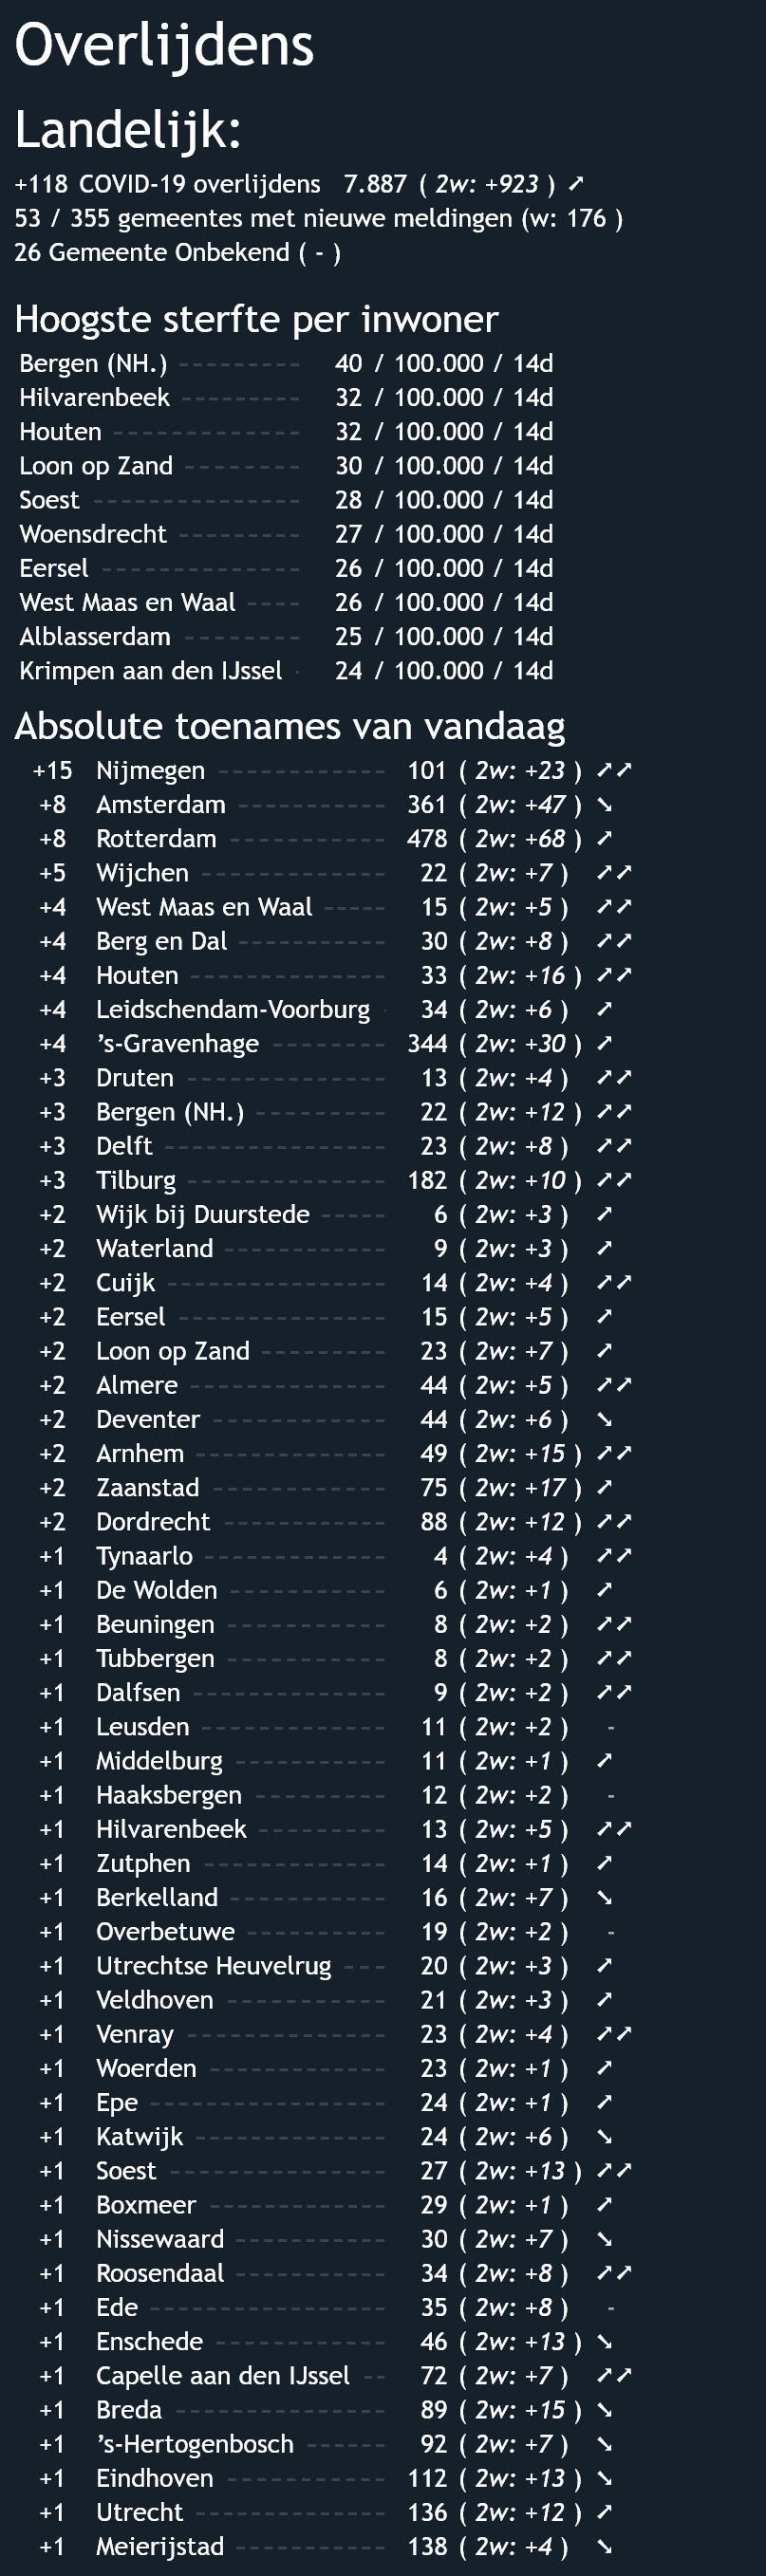 Overlijdens
Landelijk:
+118 COVID-19 overlijdens 7.887 ( 2w: +923 ) ➚
53 / 355 gemeentes met nieuwe meldingen (w: 176 )
26 Gemeente Onbekend ( - )
Hoogste sterfte per inwoner
Bergen (NH.) --------- 40 / 100.000 / 14d
Hilvarenbeek --------- 32 / 100.000 / 14d
Houten -------------- 32 / 100.000 / 14d
Loon op Zand -------- 30 / 100.000 / 14d
Soest --------------- 28 / 100.000 / 14d
Woensdrecht --------- 27 / 100.000 / 14d
Eersel --------------- 26 / 100.000 / 14d
West Maas en Waal ---- 26 / 100.000 / 14d
Alblasserdam -------- 25 / 100.000 / 14d
Krimpen aan den IJssel - 24 / 100.000 / 14d
Absolute toenames van vandaag
+15 Nijmegen ------------- 101 ( 2w: +23 ) ➚➚
+8 Amsterdam ----------- 361 ( 2w: +47 ) ➘
+8 Rotterdam ------------ 478 ( 2w: +68 ) ➚
+5 Wijchen -------------- 22 ( 2w: +7 ) ➚➚
+4 West Maas en Waal ----- 15 ( 2w: +5 ) ➚➚
+4 Berg en Dal ----------- 30 ( 2w: +8 ) ➚➚
+4 Houten --------------- 33 ( 2w: +16 ) ➚➚
+4 Leidschendam-Voorburg - 34 ( 2w: +6 ) ➚
+4 ’s-Gravenhage -------- 344 ( 2w: +30 ) ➚
+3 Druten --------------- 13 ( 2w: +4 ) ➚➚
+3 Bergen (NH.) ---------- 22 ( 2w: +12 ) ➚➚
+3 Delft ----------------- 23 ( 2w: +8 ) ➚➚
+3 Tilburg --------------- 182 ( 2w: +10 ) ➚➚
+2 Wijk bij Duurstede ----- 6 ( 2w: +3 ) ➚
+2 Waterland ------------ 9 ( 2w: +3 ) ➚
+2 Cuijk ---------------- 14 ( 2w: +4 ) ➚➚
+2 Eersel ---------------- 15 ( 2w: +5 ) ➚
+2 Loon op Zand --------- 23 ( 2w: +7 ) ➚
+2 Almere --------------- 44 ( 2w: +5 ) ➚➚
+2 Deventer ------------- 44 ( 2w: +6 ) ➘
+2 Arnhem -------------- 49 ( 2w: +15 ) ➚➚
+2 Zaanstad ------------- 75 ( 2w: +17 ) ➚
+2 Dordrecht ------------ 88 ( 2w: +12 ) ➚➚
+1 Tynaarlo ------------- 4 ( 2w: +4 ) ➚➚
+1 De Wolden ------------ 6 ( 2w: +1 ) ➚
+1 Beuningen ------------ 8 ( 2w: +2 ) ➚➚
+1 Tubbergen ------------ 8 ( 2w: +2 ) ➚➚
+1 Dalfsen -------------- 9 ( 2w: +2 ) ➚➚
+1 Leusden -------------- 11 ( 2w: +2 ) -
+1 Middelburg ----------- 11 ( 2w: +1 ) ➚
+1 Haaksbergen ---------- 12 ( 2w: +2 ) -
+1 Hilvarenbeek --------- 13 ( 2w: +5 ) ➚➚
+1 Zutphen -------------- 14 ( 2w: +1 ) ➚
+1 Berkelland ------------ 16 ( 2w: +7 ) ➘
+1 Overbetuwe ---------- 19 ( 2w: +2 ) -
+1 Utrechtse Heuvelrug --- 20 ( 2w: +3 ) ➚
+1 Veldhoven ------------ 21 ( 2w: +3 ) ➚
+1 Venray --------------- 23 ( 2w: +4 ) ➚➚
+1 Woerden ------------- 23 ( 2w: +1 ) ➚
+1 Epe ------------------ 24 ( 2w: +1 ) ➚
+1 Katwijk -------------- 24 ( 2w: +6 ) ➘
+1 Soest ---------------- 27 ( 2w: +13 ) ➚➚
+1 Boxmeer ------------- 29 ( 2w: +1 ) ➚
+1 Nissewaard ----------- 30 ( 2w: +7 ) ➘
+1 Roosendaal ----------- 34 ( 2w: +8 ) ➚➚
+1 Ede ------------------ 35 ( 2w: +8 ) -
+1 Enschede ------------- 46 ( 2w: +13 ) ➘
+1 Capelle aan den IJssel -- 72 ( 2w: +7 ) ➚➚
+1 Breda ---------------- 89 ( 2w: +15 ) ➘
+1 ’s-Hertogenbosch ------ 92 ( 2w: +7 ) ➘
+1 Eindhoven ------------ 112 ( 2w: +13 ) ➘
+1 Utrecht -------------- 136 ( 2w: +12 ) ➚
+1 Meierijstad ----------- 138 ( 2w: +4 ) ➘